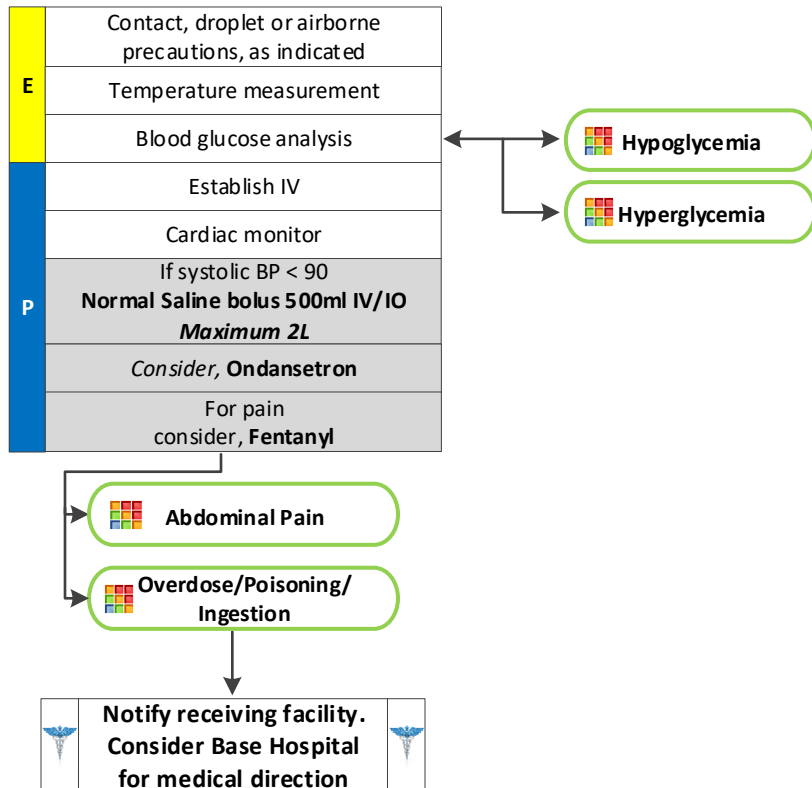 E
Contact, droplet or airborne
precautions, as indicated
Temperature measurement
Blood glucose analysis
Hypoglycemia
Hyperglycemia
P
Establish IV
Cardiac monitor
If systolic BP < 90
Normal Saline bolus 500ml IV/IO
Maximum 2L
Consider, Ondansetron
For pain
consider, Fentanyl
Abdominal Pain
Overdose/Poisoning/
Ingestion
Notify receiving facility.
Consider Base Hospital
for medical direction